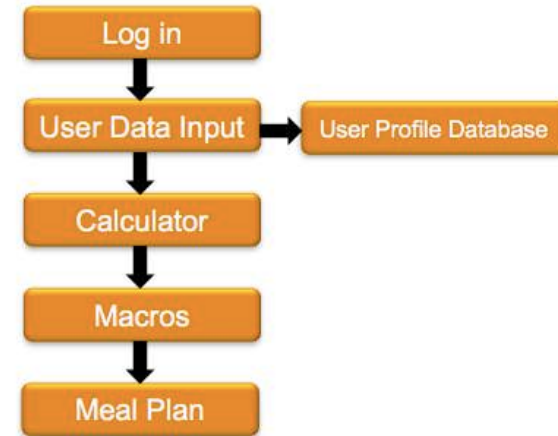 Log in
User Data Input
User Profile Database
Calculator
Macros
Meal Plan